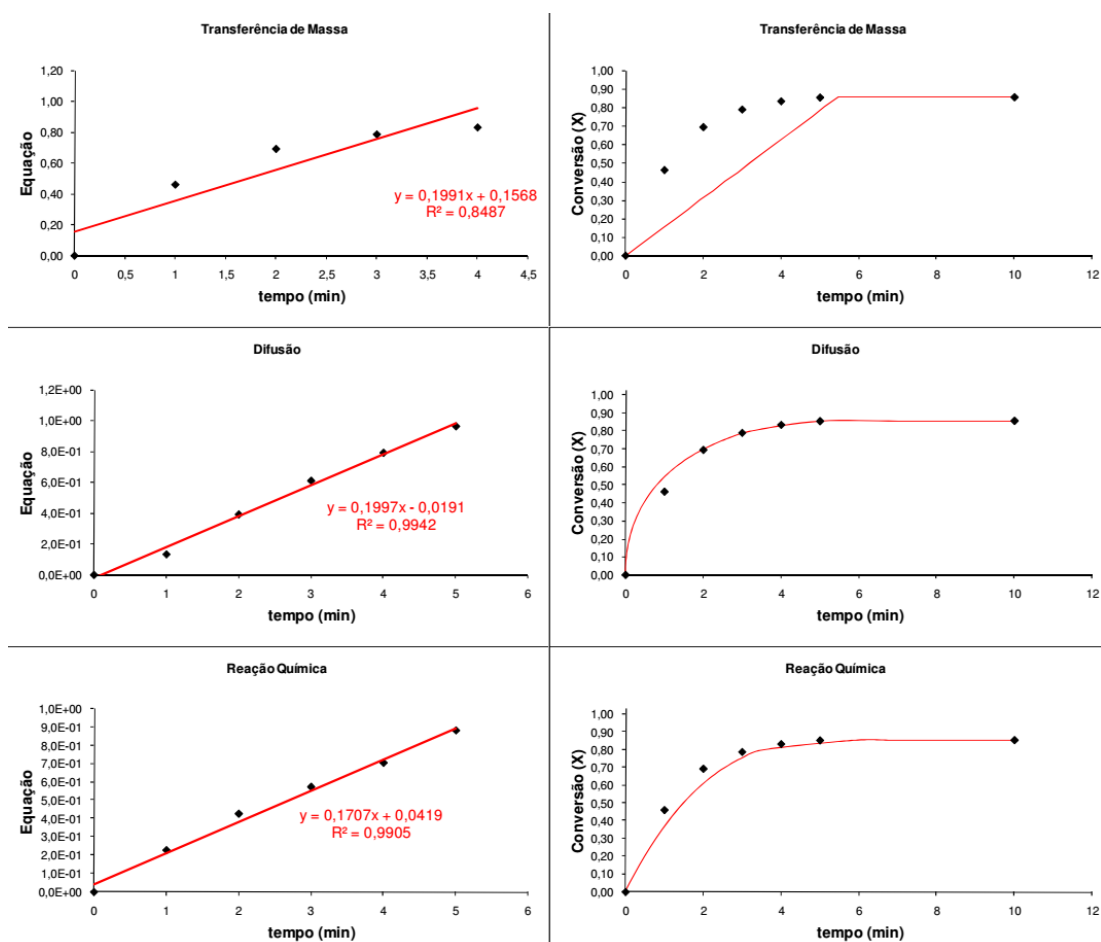 Transferência de Massa
1,20
1,00
0,80
0,60
0,40
0,20
0,00
Equação
y = 0,1991x + 0,1568
R² = 0,8487
0 0,5 1 1,5 2 2,5 3 3,5 4 4,5
tempo (min)
Transferência de Massa
1,00
0,90
0,80
0,70
0,60
0,50
0,40
0,30
0,20
0,10
0,00
Conversão (X)
0 2 4 6 8 10 12
tempo (min)
Difusão
1,2E+00
1,0E+00
8,0E-01
6,0E-01
4,0E-01
2,0E-01
0,0E+00
Equação
y = 0,1997x - 0,0191
R² = 0,9942
0 1 2 3 4 5 6
tempo (min)
Difusão
1,00
0,90
0,80
0,70
0,60
0,50
0,40
0,30
0,20
0,10
0,00
Conversão (X)
0 2 4 6 8 10 12
tempo (min)
Reação Química
1,0E+00
9,0E-01
8,0E-01
7,0E-01
6,0E-01
5,0E-01
4,0E-01
3,0E-01
2,0E-01
1,0E-01
0,0E+00
Equação
y = 0,1707x + 0,0419
R² = 0,9905
0 1 2 3 4 5 6
tempo (min)
Reação Química
1,00
0,90
0,80
0,70
0,60
0,50
0,40
0,30
0,20
0,10
0,00
Conversão (X)
0 2 4 6 8 10 12
tempo (min)